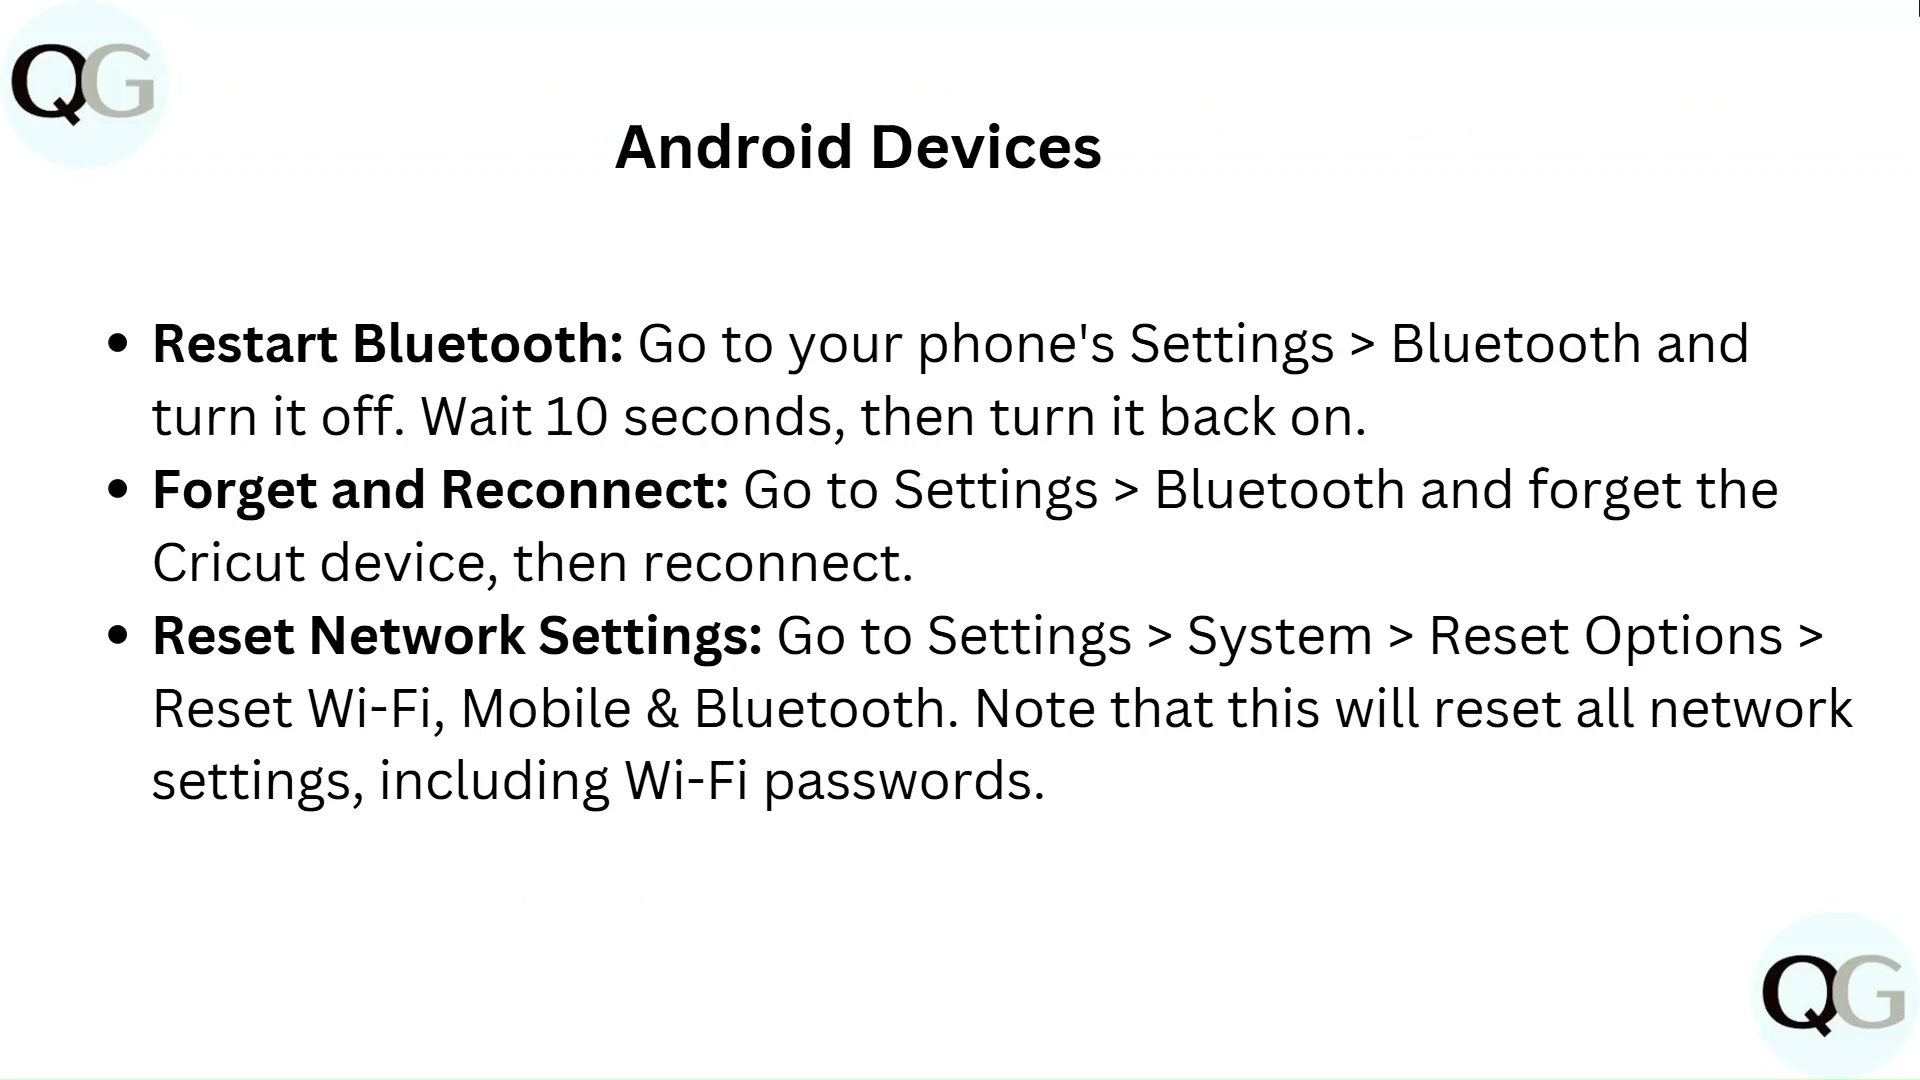 QG
Android Devices
• Restart Bluetooth: Go to your phone's Settings > Bluetooth and
turn it off. Wait 10 seconds, then turn it back on.
• Forget and Reconnect: Go to Settings > Bluetooth and forget the
Cricut device, then reconnect.
• Reset Network Settings: Go to Settings > System > Reset Options >
Reset Wi-Fi, Mobile & Bluetooth. Note that this will reset all network
settings, including Wi-Fi passwords.
QG